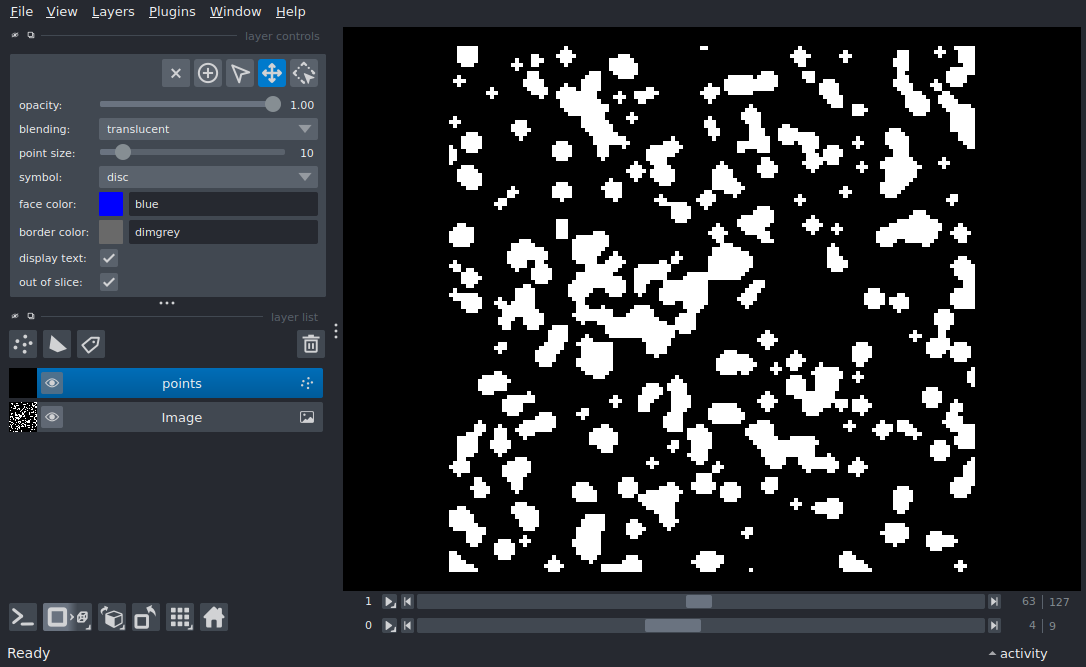 File View Layers Plugins Window Help
layer controls
opacity: 1.00
blending: translucent
point size: 10
symbol: disc
face color: blue
border color: dimgrey
display text:
out of slice:
layer list
points
Image
1 63 | 127
0 4 | 9
Ready activity